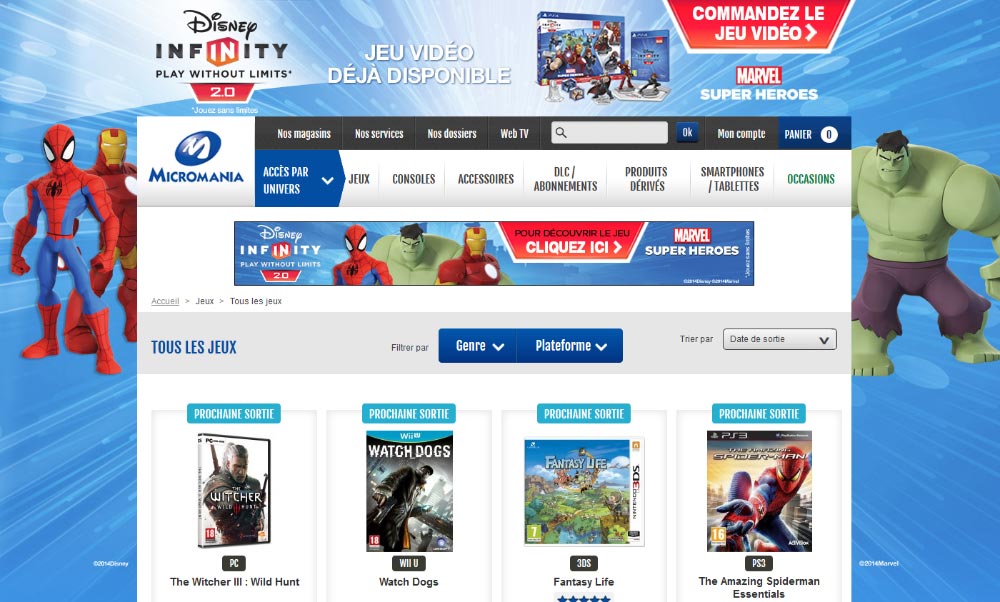 Disney
INFINITY
PLAY WITHOUT LIMITS*
2.0
*Jouez sans limites
JEU VIDÉO
DÉJÀ DISPONIBLE
COMMANDEZ LE
JEU VIDÉO
MARVEL
SUPER HEROES
MICROMANIA
Nos magasins
Nos services
Nos dossiers
Web TV
Ok
Mon compte
PANIER 0
ACCÈS PAR
UNIVERS
JEUX
CONSOLES
ACCESSOIRES
DLC /
ABONNEMENTS
PRODUITS
DÉRIVÉS
SMARTPHONES
/ TABLETTES
OCCASIONS
Disney
INFINITY
PLAY WITHOUT LIMITS
2.0
POUR DÉCOUVRIR LE JEU
CLIQUEZ ICI
MARVEL
SUPER HEROES
©2014Disney ©2014Marvel
Accueil > Jeux > Tous les jeux
TOUS LES JEUX
Filtrer par
Genre
Plateforme
Trier par
Date de sortie
PROCHAINE SORTIE
PROCHAINE SORTIE
PROCHAINE SORTIE
PROCHAINE SORTIE
THE
WITCHER
WILD HUNT
18
Wii U
WATCH DOGS
18
UBISOFT
FANTASY LIFE
NINTENDO 3DS
7
PS3
THE AMAZING
SPIDER-MAN
16
ACTIVISION
PC
WII U
3DS
PS3
The Witcher III : Wild Hunt
Watch Dogs
Fantasy Life
The Amazing Spiderman
Essentials
©2014Disney
©2014Marvel